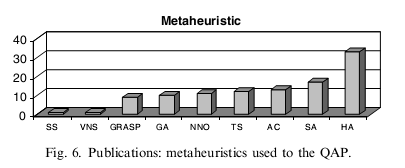 Metaheuristic
40
30
20
10
0
SS VNS GRASP GA NNO TS AC SA HA
Fig. 6. Publications: metaheuristics used to the QAP.